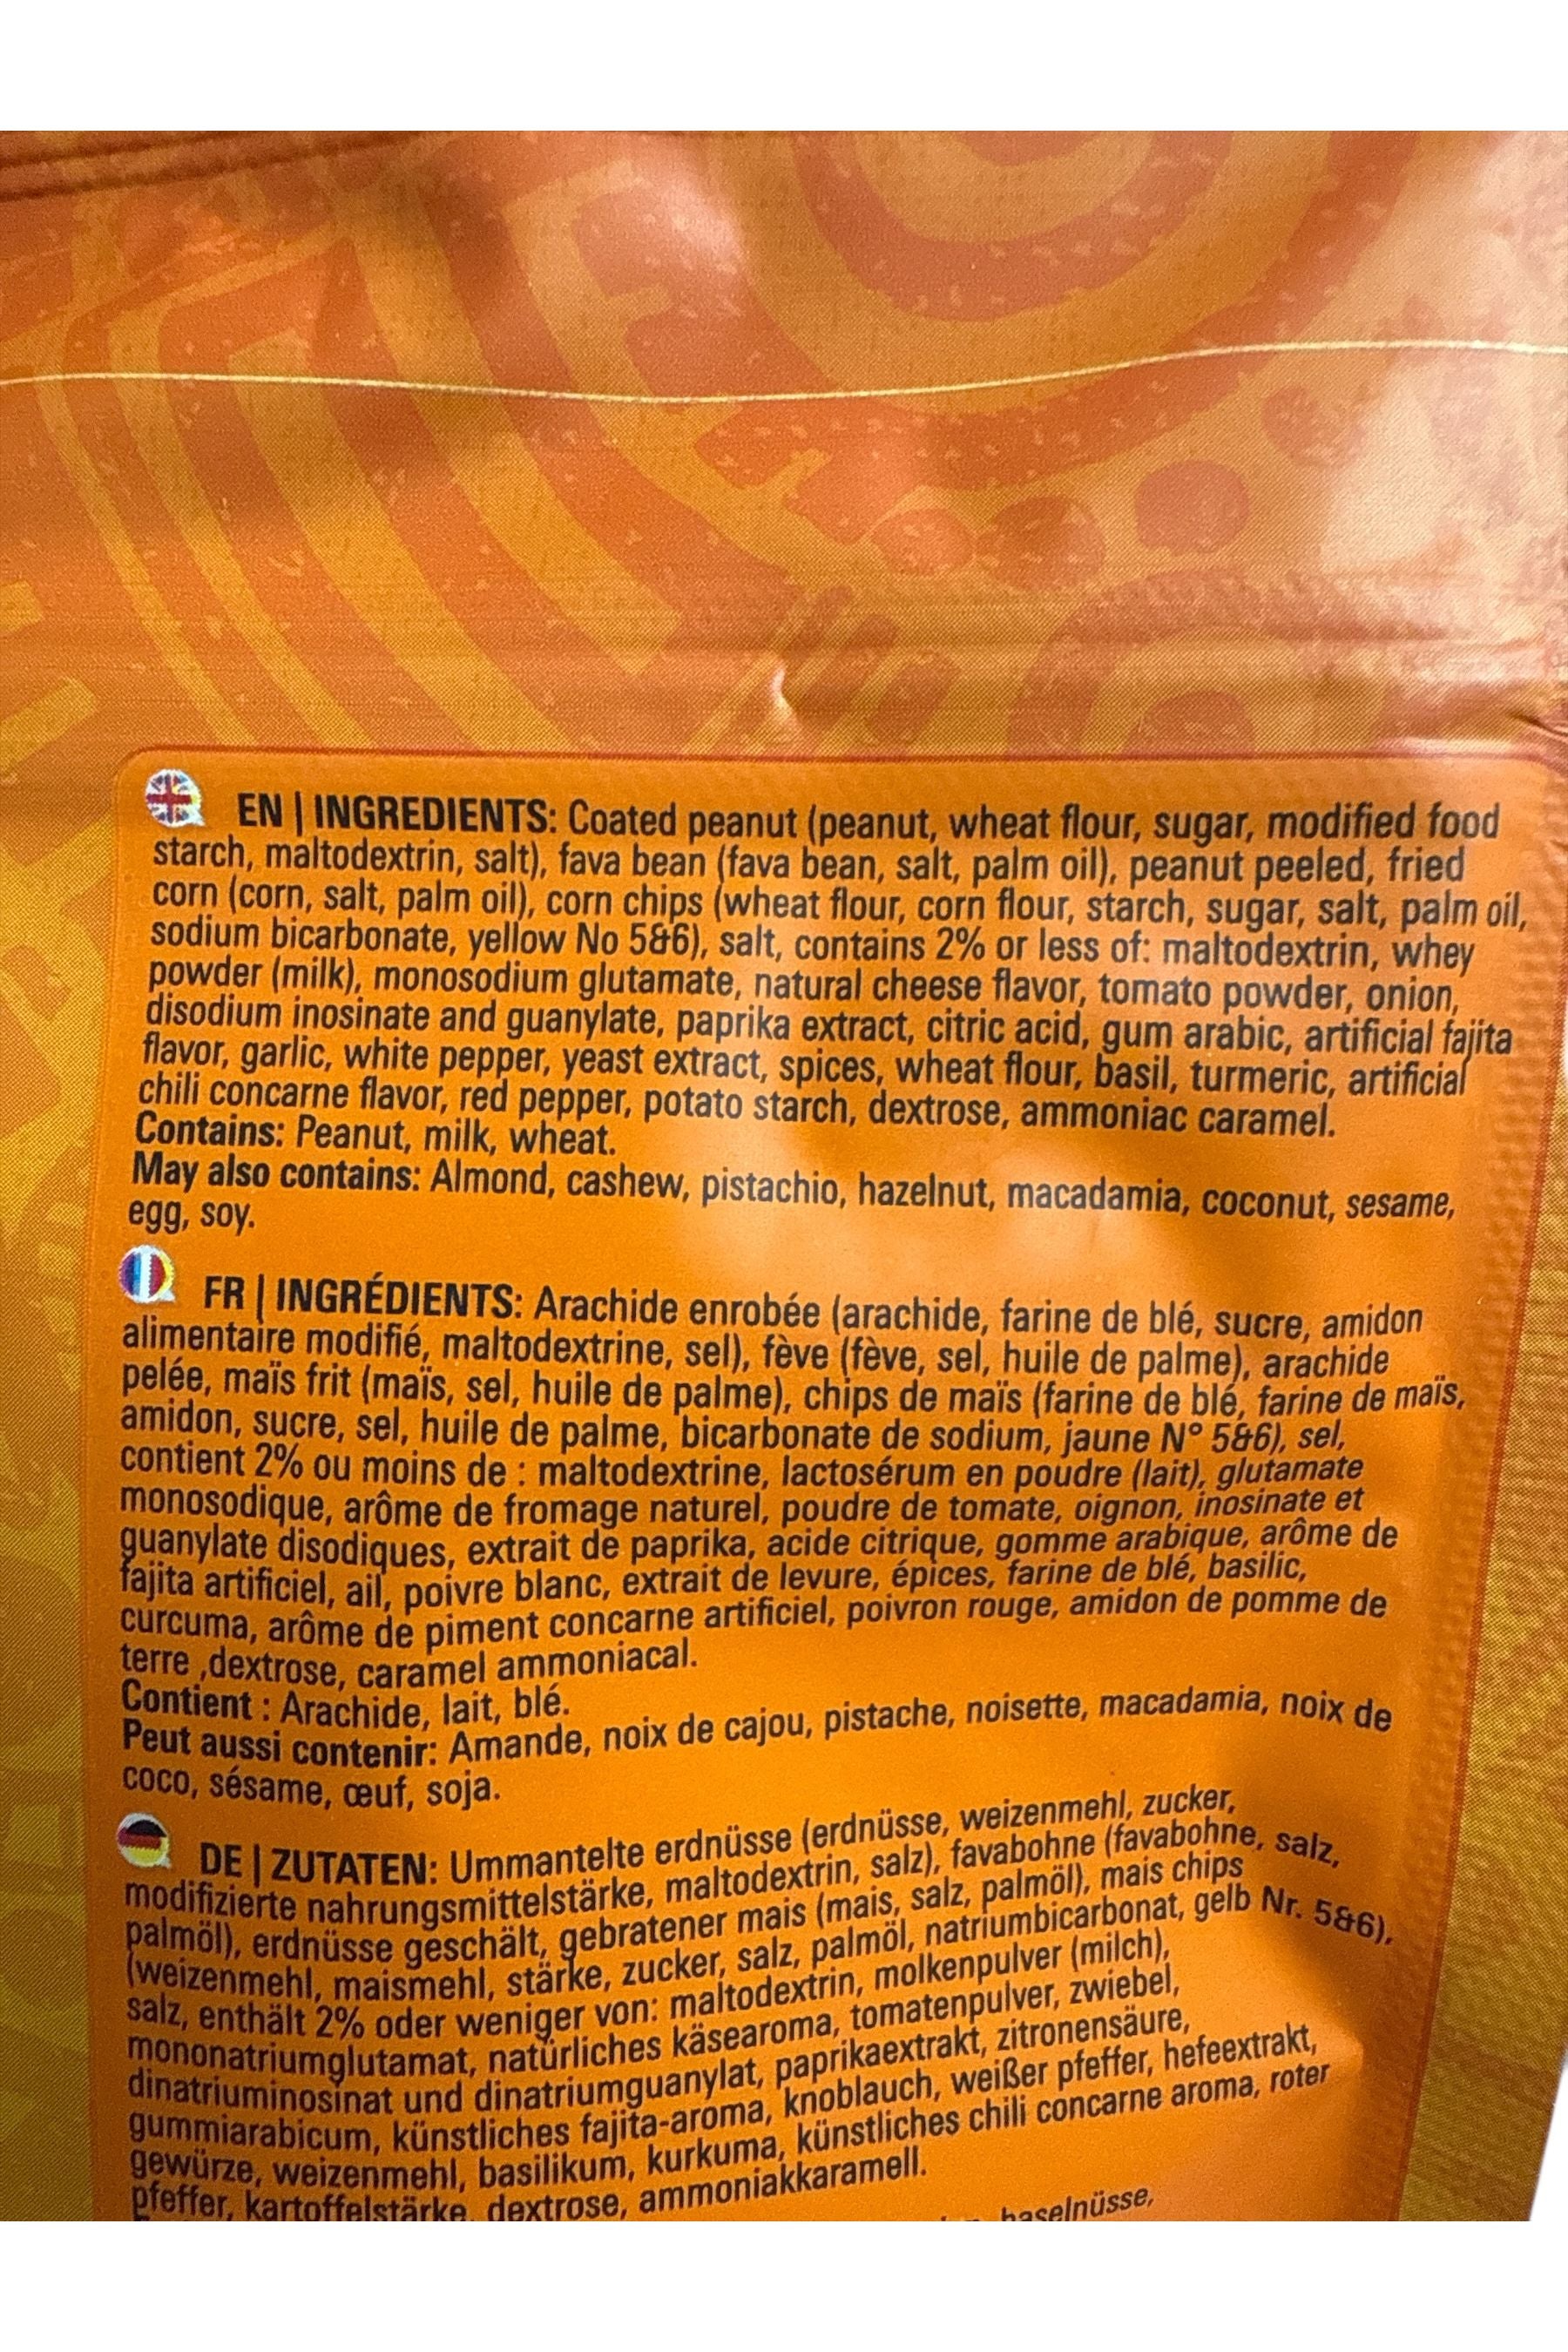 EN | INGREDIENTS: Coated peanut (peanut, wheat flour, sugar, modified food
starch, maltodextrin, salt), fava bean (fava bean, salt, palm oil), peanut peeled, fried
corn (corn, salt, palm oil), corn chips (wheat flour, corn flour, starch, sugar, salt, palm oil,
sodium bicarbonate, yellow No 5&6), salt, contains 2% or less of: maltodextrin, whey
powder (milk), monosodium glutamate, natural cheese flavor, tomato powder, onion,
disodium inosinate and guanylate, paprika extract, citric acid, gum arabic, artificial fajita
flavor, garlic, white pepper, yeast extract, spices, wheat flour, basil, turmeric, artificial
chili concarne flavor, red pepper, potato starch, dextrose, ammoniac caramel.
Contains: Peanut, milk, wheat.
May also contains: Almond, cashew, pistachio, hazelnut, macadamia, coconut, sesame,
egg, soy.
FR | INGRÉDIENTS: Arachide enrobée (arachide, farine de blé, sucre, amidon
alimentaire modifié, maltodextrine, sel), fève (fève, sel, huile de palme), arachide
pelée, maïs frit (maïs, sel, huile de palme), chips de maïs (farine de blé, farine de maïs,
amidon, sucre, sel, huile de palme, bicarbonate de sodium, jaune N° 5&6), sel,
contient 2% ou moins de : maltodextrine, lactosérum en poudre (lait), glutamate
monosodique, arôme de fromage naturel, poudre de tomate, oignon, inosinate et
guanylate disodiques, extrait de paprika, acide citrique, gomme arabique, arôme de
fajita artificiel, ail, poivre blanc, extrait de levure, épices, farine de blé, basilic,
curcuma, arôme de piment concarne artificiel, poivron rouge, amidon de pomme de
terre ,dextrose, caramel ammoniacal.
Contient : Arachide, lait, blé.
Peut aussi contenir: Amande, noix de cajou, pistache, noisette, macadamia, noix de
coco, sésame, œuf, soja.
DE | ZUTATEN: Ummantelte erdnüsse (erdnüsse, weizenmehl, zucker,
modifizierte nahrungsmittelstärke, maltodextrin, salz), favabohne (favabohne, salz,
palmöl), erdnüsse geschält, gebratener mais (mais, salz, palmöl), mais chips
(weizenmehl, maismehl, stärke, zucker, salz, palmöl, natriumbicarbonat, gelb Nr. 5&6),
salz, enthält 2% oder weniger von: maltodextrin, molkenpulver (milch),
mononatriumglutamat, natürliches käsearoma, tomatenpulver, zwiebel,
dinatriuminosinat und dinatriumguanylat, paprikaextrakt, zitronensäure,
gummiarabicum, künstliches fajita-aroma, knoblauch, weißer pfeffer, hefeextrakt,
gewürze, weizenmehl, basilikum, kurkuma, künstliches chili concarne aroma, roter
pfeffer, kartoffelstärke, dextrose, ammoniakkaramell.
haselnüsse,